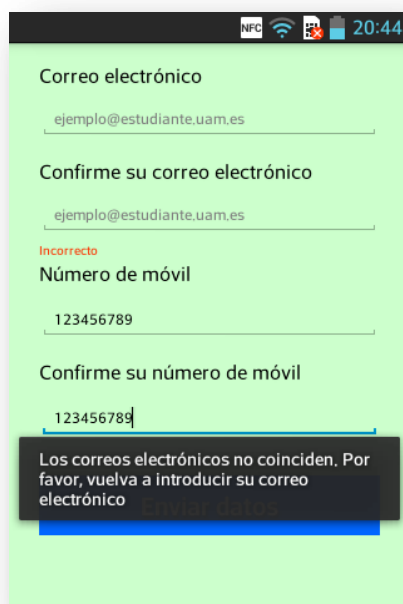 NFC 20:44
Correo electrónico
ejemplo@estudiante.uam.es
Confirme su correo electrónico
ejemplo@estudiante.uam.es
Incorrecto
Número de móvil
123456789
Confirme su número de móvil
123456789
Los correos electrónicos no coinciden. Por
favor, vuelva a introducir su correo
electrónico
Enviar datos